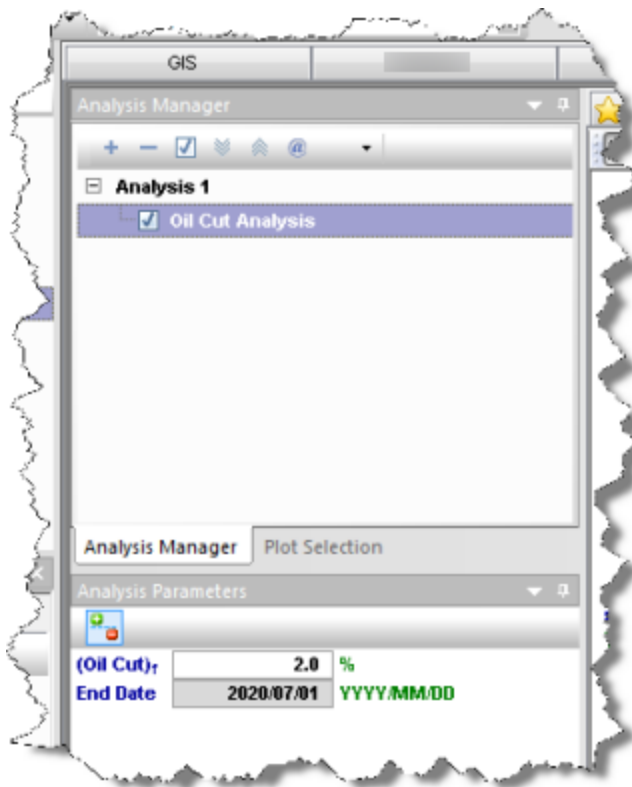 GIS
Analysis Manager
Analysis 1
Oil Cut Analysis
Analysis Manager Plot Selection
Analysis Parameters
(Oil Cut)f 2.0 %
End Date 2020/07/01 YYYY/MM/DD